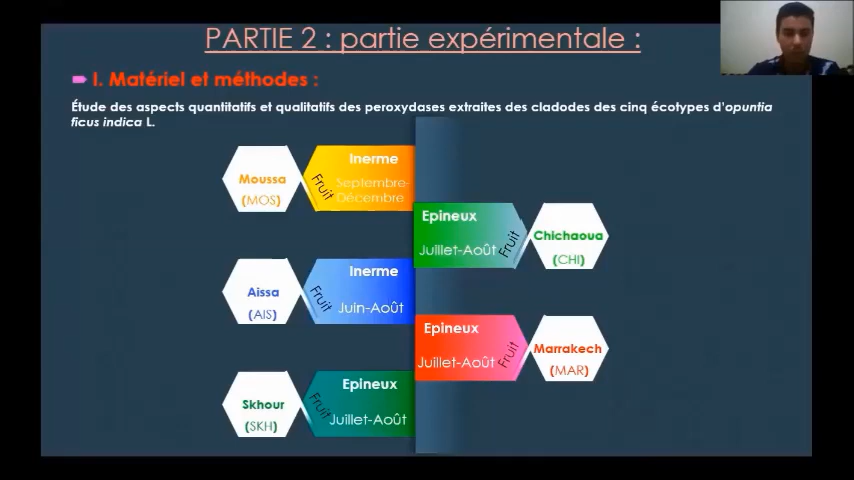 PARTIE 2 : partie expérimentale :
I. Matériel et méthodes :
Étude des aspects quantitatifs et qualitatifs des peroxydases extraites des cladodes des cinq écotypes d'opuntia
ficus indica L.
Moussa
(MOS)
Fruit
Inerme
Septembre-
Décembre
Epineux
Juillet-Août
Fruit
Chichaoua
(CHI)
Aissa
(AIS)
Fruit
Inerme
Juin-Août
Epineux
Juillet-Août
Fruit
Marrakech
(MAR)
Skhour
(SKH)
Fruit
Epineux
Juillet-Août